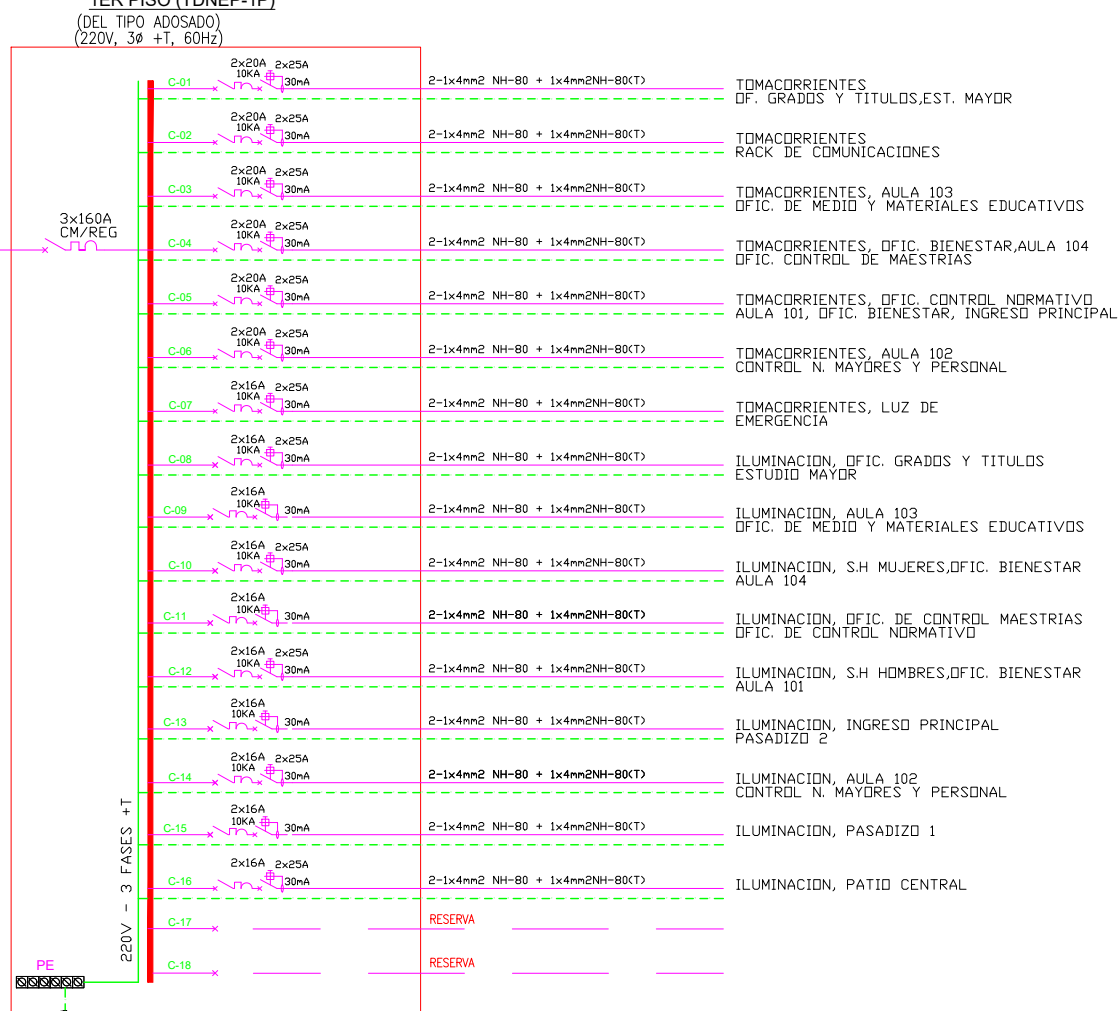 1ER PISO (TDNEP-1P)
(DEL TIPO ADOSADO)
(220V, 3Ø +T, 60Hz)
3x160A
CM/REG
C-01
2x20A 2x25A
10KA
30mA
2-1x4mm2 NH-80 + 1x4mm2NH-80(T)
TOMACORRIENTES
OF. GRADOS Y TITULOS,EST. MAYOR
C-02
2x20A 2x25A
10KA
30mA
2-1x4mm2 NH-80 + 1x4mm2NH-80(T)
TOMACORRIENTES
RACK DE COMUNICACIONES
C-03
2x20A 2x25A
10KA
30mA
2-1x4mm2 NH-80 + 1x4mm2NH-80(T)
TOMACORRIENTES, AULA 103
OFIC. DE MEDIO Y MATERIALES EDUCATIVOS
C-04
2x20A 2x25A
10KA
30mA
2-1x4mm2 NH-80 + 1x4mm2NH-80(T)
TOMACORRIENTES, OFIC. BIENESTAR,AULA 104
OFIC. CONTROL DE MAESTRIAS
C-05
2x20A 2x25A
10KA
30mA
2-1x4mm2 NH-80 + 1x4mm2NH-80(T)
TOMACORRIENTES, OFIC. CONTROL NORMATIVO
AULA 101, OFIC. BIENESTAR, INGRESO PRINCIPAL
C-06
2x20A 2x25A
10KA
30mA
2-1x4mm2 NH-80 + 1x4mm2NH-80(T)
TOMACORRIENTES, AULA 102
CONTROL N. MAYORES Y PERSONAL
C-07
2x16A 2x25A
10KA
30mA
2-1x4mm2 NH-80 + 1x4mm2NH-80(T)
TOMACORRIENTES, LUZ DE
EMERGENCIA
C-08
2x16A 2x25A
10KA
30mA
2-1x4mm2 NH-80 + 1x4mm2NH-80(T)
ILUMINACION, OFIC. GRADOS Y TITULOS
ESTUDIO MAYOR
C-09
2x16A
10KA
30mA
2-1x4mm2 NH-80 + 1x4mm2NH-80(T)
ILUMINACION, AULA 103
OFIC. DE MEDIO Y MATERIALES EDUCATIVOS
C-10
2x16A 2x25A
10KA
30mA
2-1x4mm2 NH-80 + 1x4mm2NH-80(T)
ILUMINACION, S.H MUJERES,OFIC. BIENESTAR
AULA 104
C-11
2x16A
10KA
30mA
2-1x4mm2 NH-80 + 1x4mm2NH-80(T)
ILUMINACION, OFIC. DE CONTROL MAESTRIAS
OFIC. DE CONTROL NORMATIVO
C-12
2x16A 2x25A
10KA
30mA
2-1x4mm2 NH-80 + 1x4mm2NH-80(T)
ILUMINACION, S.H HOMBRES,OFIC. BIENESTAR
AULA 101
C-13
2x16A
10KA
30mA
2-1x4mm2 NH-80 + 1x4mm2NH-80(T)
ILUMINACION, INGRESO PRINCIPAL
PASADIZO 2
C-14
2x16A 2x25A
10KA
30mA
2-1x4mm2 NH-80 + 1x4mm2NH-80(T)
ILUMINACION, AULA 102
CONTROL N. MAYORES Y PERSONAL
C-15
2x16A
10KA
30mA
2-1x4mm2 NH-80 + 1x4mm2NH-80(T)
ILUMINACION, PASADIZO 1
C-16
2x16A 2x25A
30mA
2-1x4mm2 NH-80 + 1x4mm2NH-80(T)
ILUMINACION, PATIO CENTRAL
C-17
RESERVA
C-18
RESERVA
220V - 3 FASES +T
PE